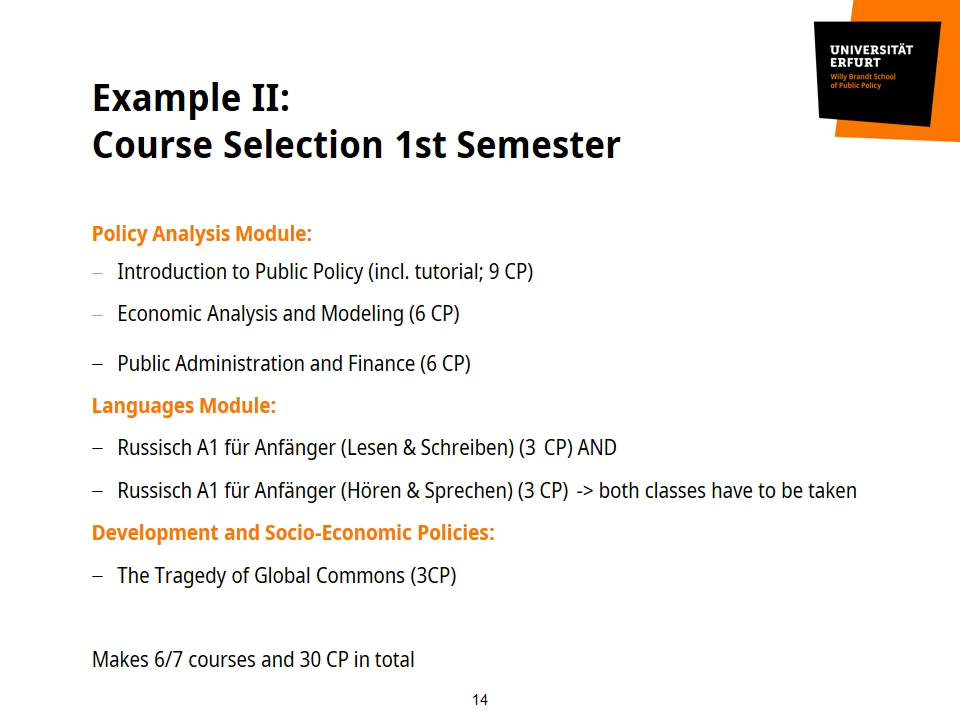 UNIVERSITÄT
ERFURT
Willy Brandt School
of Public Policy
Example II:
Course Selection 1st Semester
Policy Analysis Module:
– Introduction to Public Policy (incl. tutorial; 9 CP)
– Economic Analysis and Modeling (6 CP)
– Public Administration and Finance (6 CP)
Languages Module:
– Russisch A1 für Anfänger (Lesen & Schreiben) (3 CP) AND
– Russisch A1 für Anfänger (Hören & Sprechen) (3 CP) -> both classes have to be taken
Development and Socio-Economic Policies:
– The Tragedy of Global Commons (3CP)
Makes 6/7 courses and 30 CP in total
14